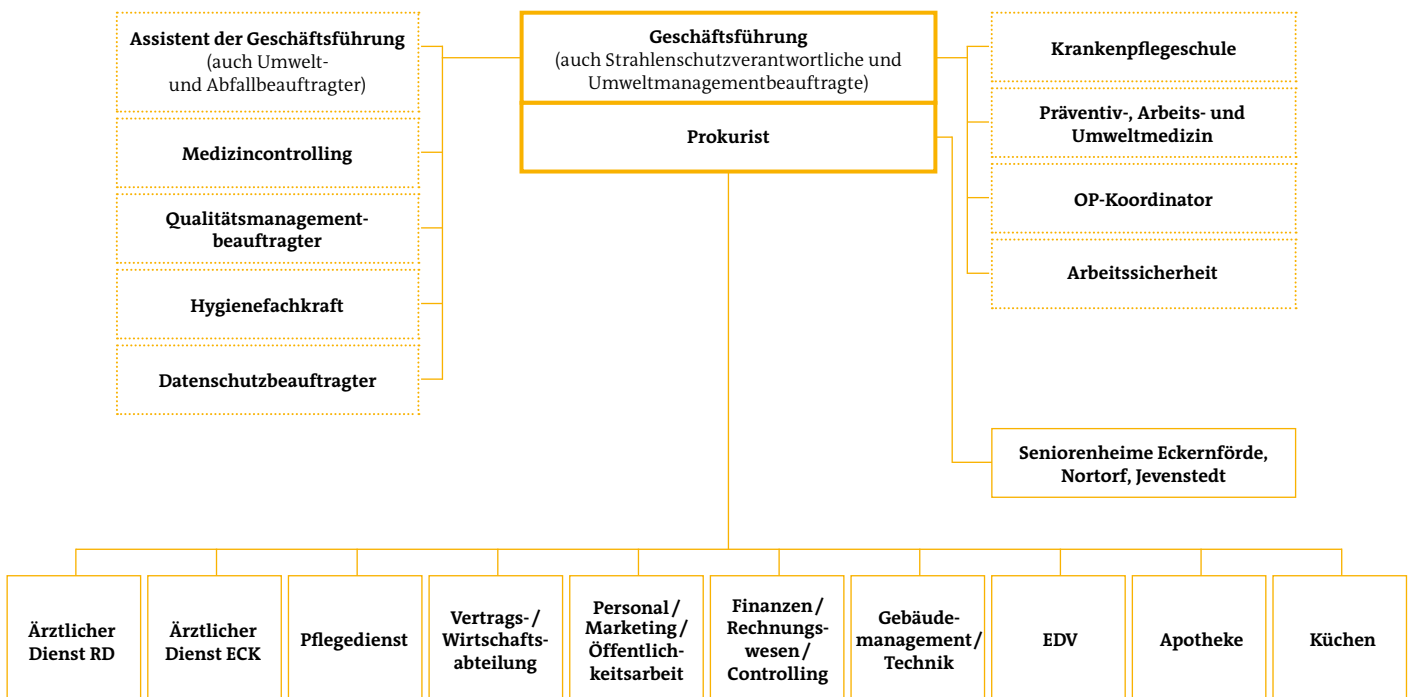 Assistent der Geschäftsführung
(auch Umwelt-
und Abfallbeauftragter)
Medizincontrolling
Qualitätsmanagement-
beauftragter
Hygienefachkraft
Datenschutzbeauftragter
Geschäftsführung
(auch Strahlenschutzverantwortliche und
Umweltmanagementbeauftragte)
Prokurist
Krankenpflegeschule
Präventiv-, Arbeits- und
Umweltmedizin
OP-Koordinator
Arbeitssicherheit
Seniorenheime Eckernförde,
Nortorf, Jevenstedt
Ärztlicher
Dienst RD
Ärztlicher
Dienst ECK
Pflegedienst
Vertrags-/
Wirtschafts-
abteilung
Personal/
Marketing/
Öffentlich-
keitsarbeit
Finanzen/
Rechnungs-
wesen/
Controlling
Gebäude-
management/
Technik
EDV
Apotheke
Küchen